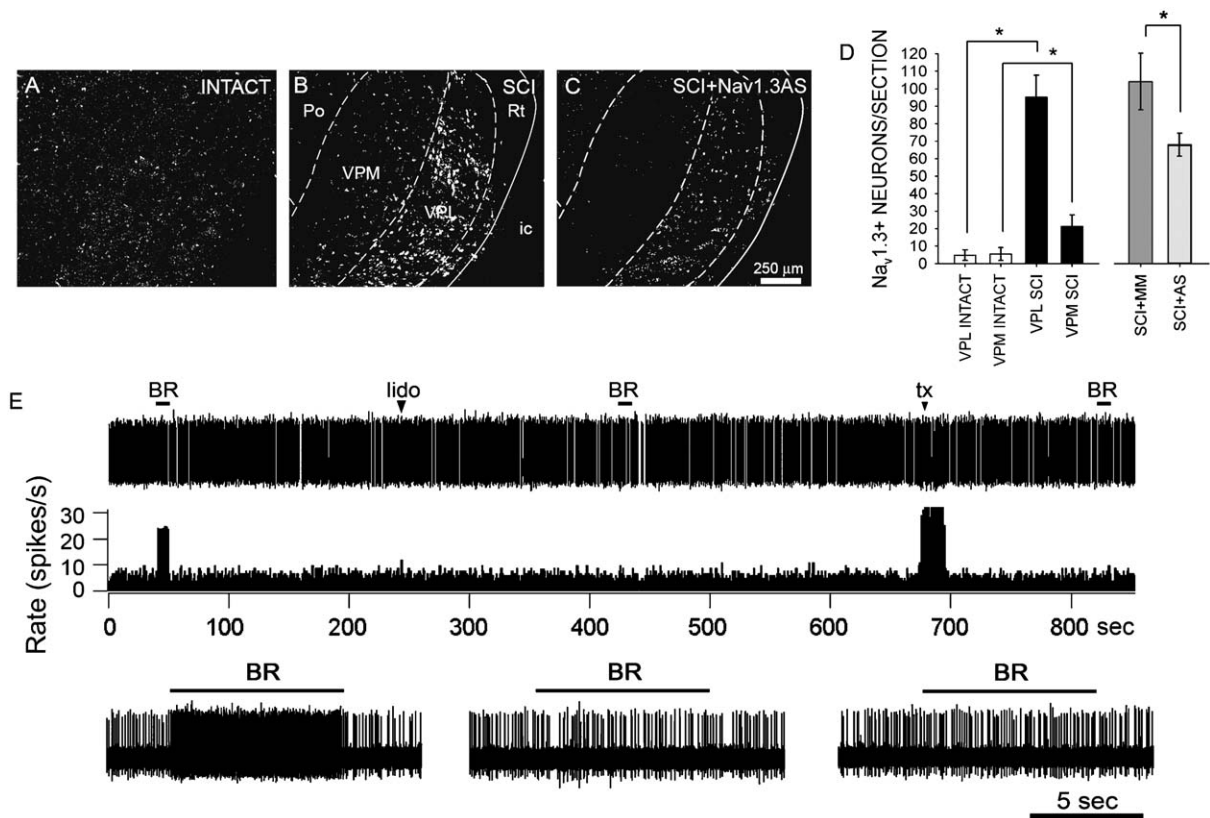 A
INTACT
B
SCI
Po
Rt
VPM
VPL
ic
C
SCI+Nav1.3AS
250 μm
D
Nav1.3+ NEURONS/SECTION
120
110
100
90
80
70
60
50
40
30
20
10
0
*
*
*
VPL INTACT
VPM INTACT
VPL SCI
VPM SCI
SCI+MM
SCI+AS
E
BR
lido
BR
tx
BR
Rate (spikes/s)
30
20
10
0
0 100 200 300 400 500 600 700 800 sec
BR
BR
BR
5 sec